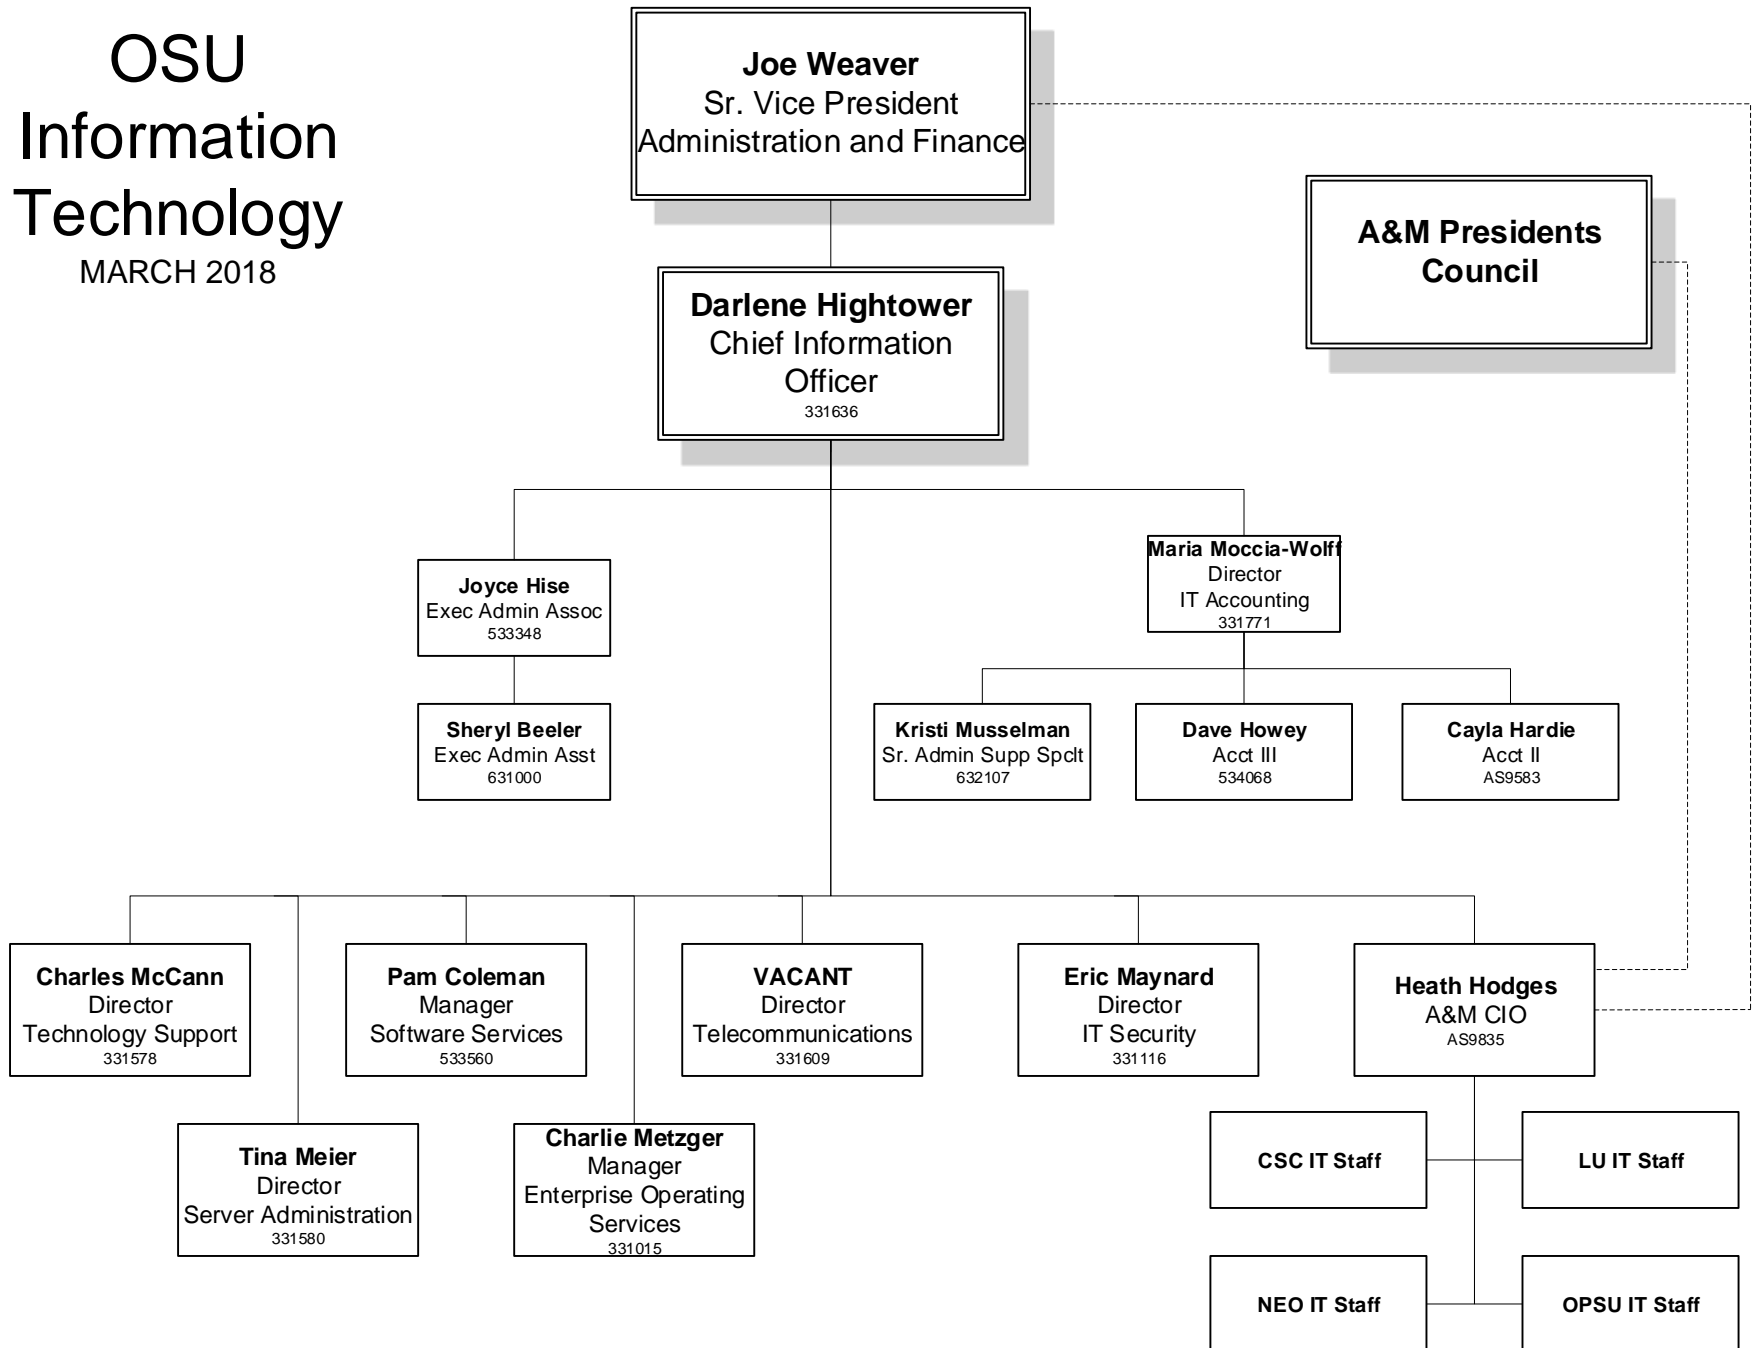 OSU
Information
Technology
MARCH 2018
Joe Weaver
Sr. Vice President
Administration and Finance
A&M Presidents
Council
Darlene Hightower
Chief Information
Officer
331636
Joyce Hise
Exec Admin Assoc
533348
Maria Moccia-Wolff
Director
IT Accounting
331771
Sheryl Beeler
Exec Admin Asst
631000
Kristi Musselman
Sr. Admin Supp Spclt
632107
Dave Howey
Acct III
534068
Cayla Hardie
Acct II
AS9583
Charles McCann
Director
Technology Support
331578
Pam Coleman
Manager
Software Services
533560
VACANT
Director
Telecommunications
331609
Eric Maynard
Director
IT Security
331116
Heath Hodges
A&M CIO
AS9835
Tina Meier
Director
Server Administration
331580
Charlie Metzger
Manager
Enterprise Operating
Services
331015
CSC IT Staff
LU IT Staff
NEO IT Staff
OPSU IT Staff